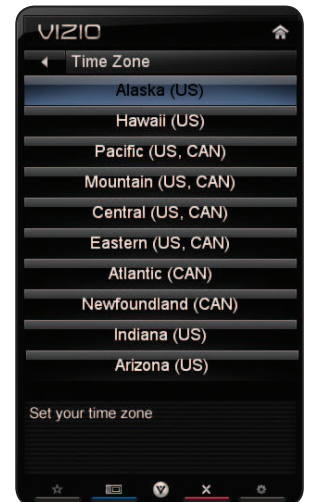 VIZIO
Time Zone
Alaska (US)
Hawaii (US)
Pacific (US, CAN)
Mountain (US, CAN)
Central (US, CAN)
Eastern (US, CAN)
Atlantic (CAN)
Newfoundland (CAN)
Indiana (US)
Arizona (US)
Set your time zone